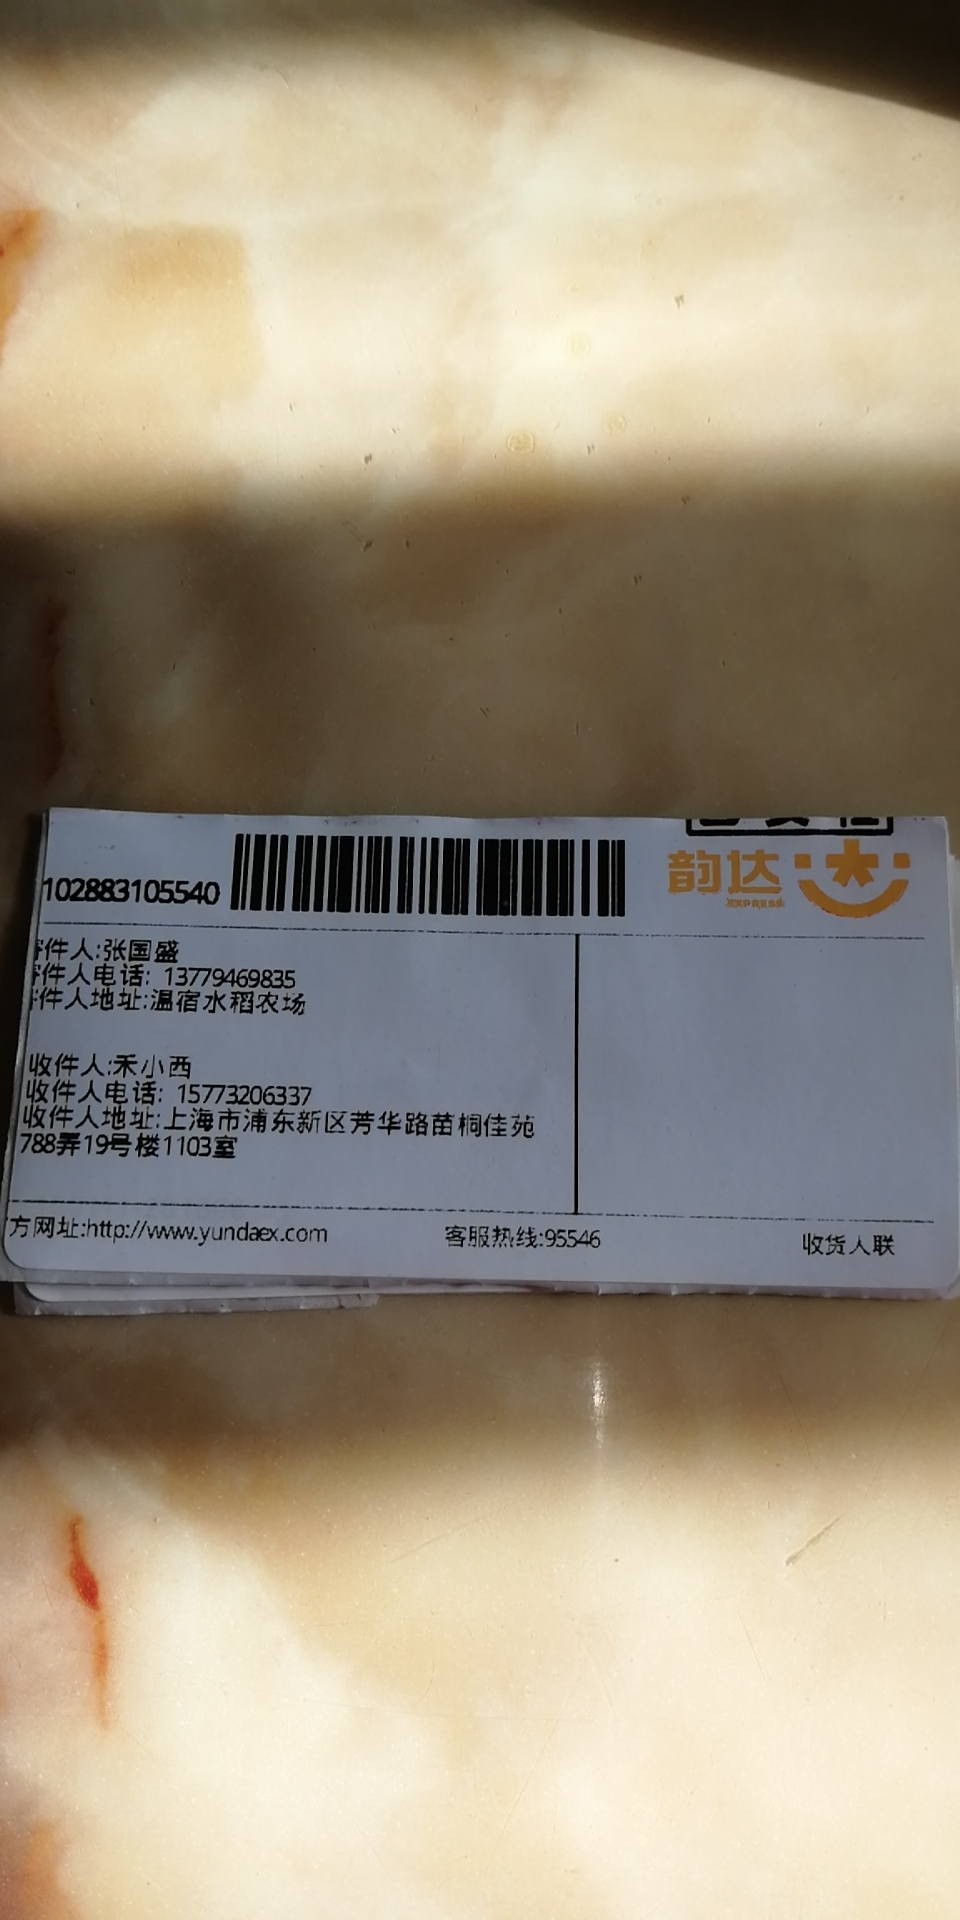 102883105540
韵达
EXPRESS
寄件人:张国盛
寄件人电话: 13779469835
寄件人地址:温宿水稻农场
收件人:禾小西
收件人电话: 15773206337
收件人地址:上海市浦东新区芳华路苗桐佳苑
788弄19号楼1103室
方网址:http://www.yundaex.com
客服热线:95546
收货人联